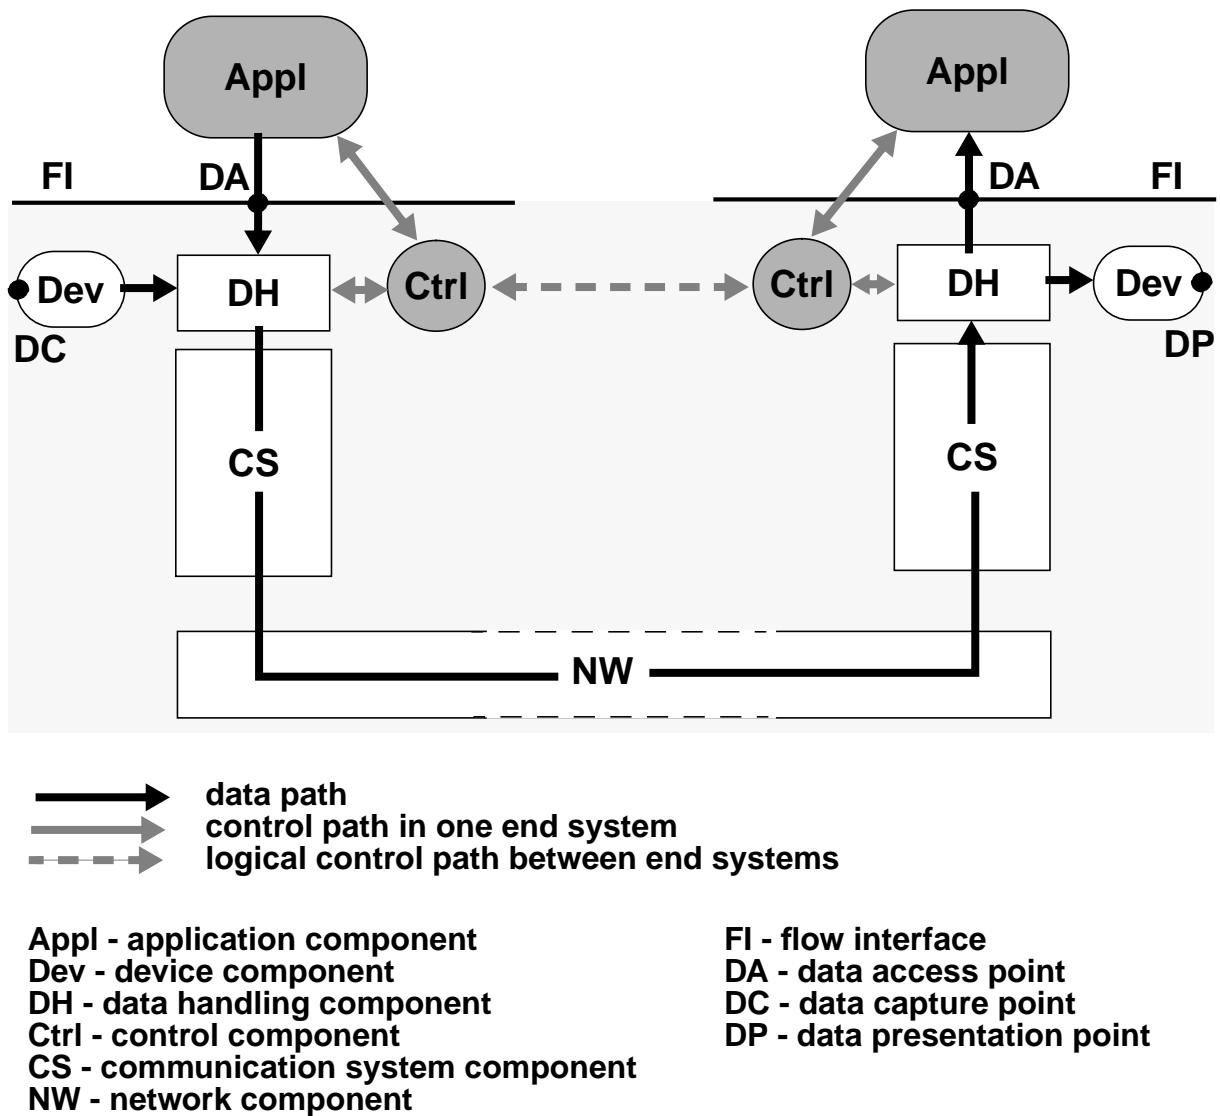 Appl Appl
FI DA DA FI
Dev DH Ctrl Ctrl DH Dev
DC DP
CS CS
NW
data path
control path in one end system
logical control path between end systems
Appl - application component
Dev - device component
DH - data handling component
Ctrl - control component
CS - communication system component
NW - network component
FI - flow interface
DA - data access point
DC - data capture point
DP - data presentation point